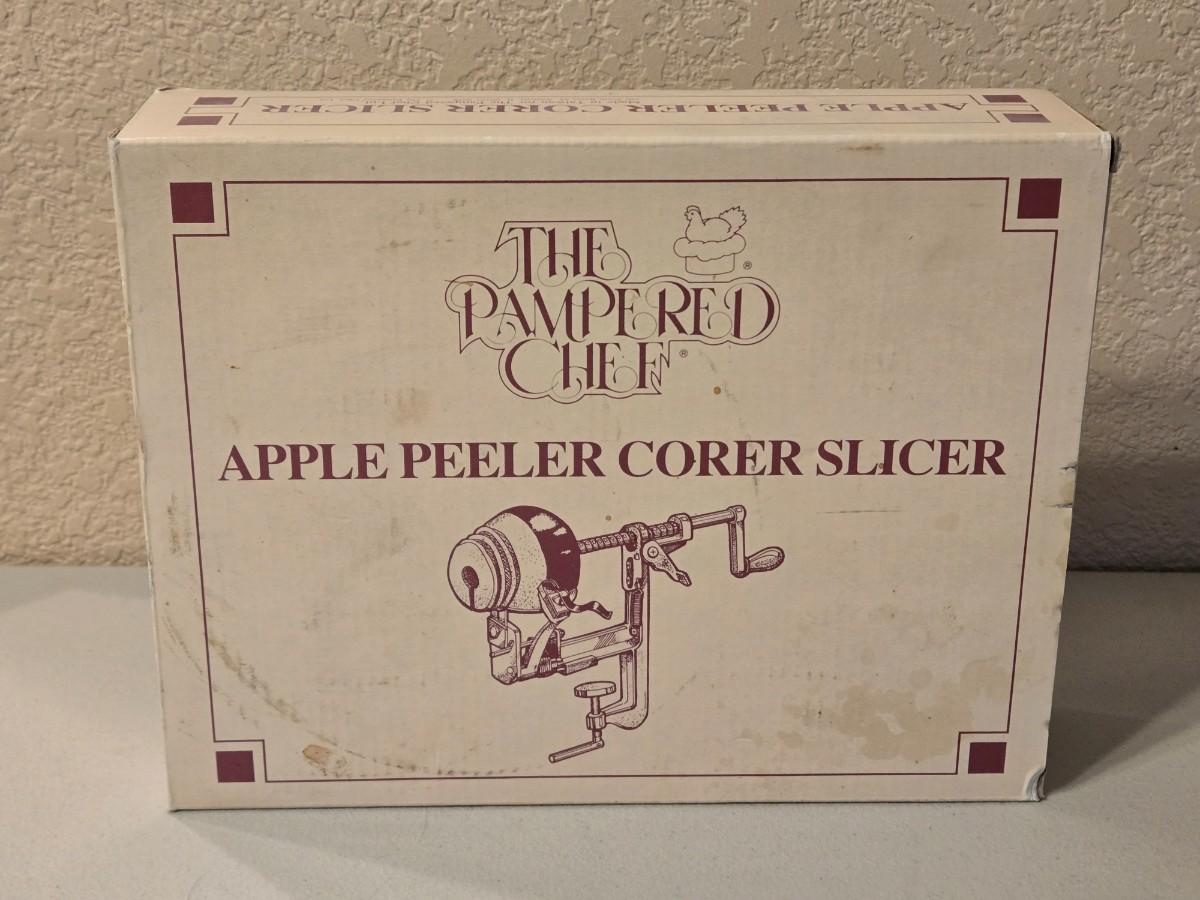 APPLE PEELER CORER SLICER
THE
PAMPERED
CHEF®
®
APPLE PEELER CORER SLICER